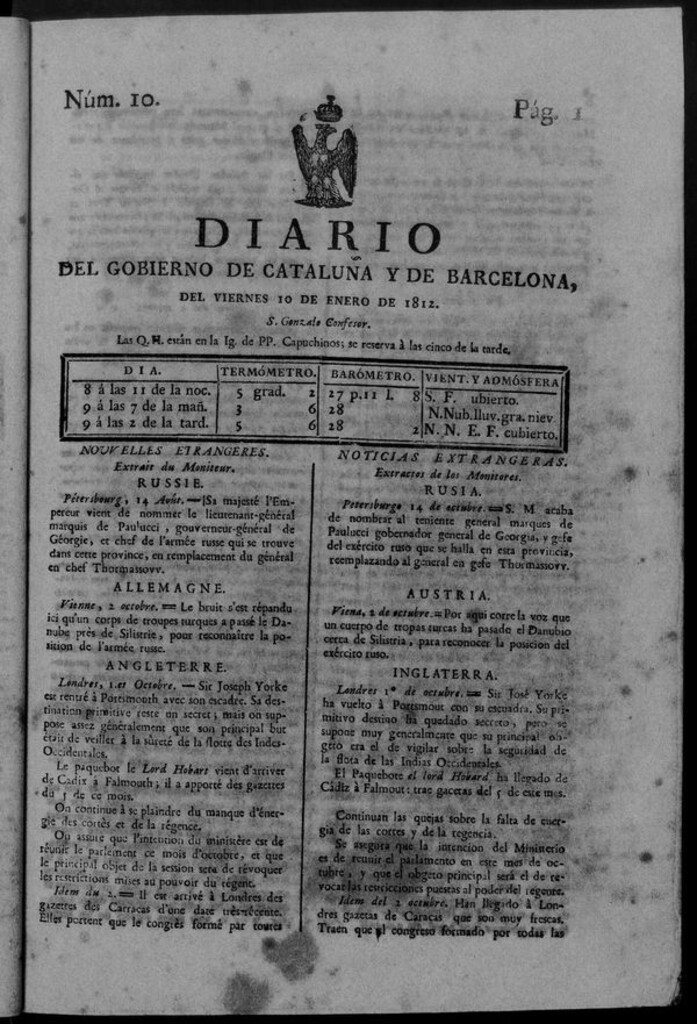 Núm. 10.
Pág. 1
DIARIO
DEL GOBIERNO DE CATALUÑA Y DE BARCELONA,
DEL VIERNES 10 DE ENERO DE 1812.
S. Gonzalo Confesor.
Las Q. H. están en la Ig. de PP. Capuchinos; se reserva à las cinco de la tarde.
DIA. TERMÓMETRO. BARÓMETRO. VIENT. Y ADMÓSFERA
8 á las 11 de la noc. 5 grad. 2 27 p. 11 l. 8 S. F. ubierto.
9 á las 7 de la mañ. 3 6 28 N. Nub. lluv. gra. niev
9 á las 2 de la tard. 5 6 28 2 N. N. E. F. cubierto.
NOUVELLES ETRANGERES.
Extrait du Moniteur.
RUSSIE.
Pétersbourg, 14 Août. — Sa majesté l'Em-
pereur vient de nommer le lieutenant-général
marquis de Paulucci, gouverneur-général de
Géorgie, et chef de l'armée russe qui se trouve
dans cette province, en remplacement du général
en chef Thormassovv.
ALLEMAGNE.
Vienne, 2 octobre. = Le bruit s'est répandu
ici qu'un corps de troupes turques a passé le Da-
nube près de Silistrie, pour reconnaître la po-
sition de l'armée russe.
ANGLETERRE.
Londres, 1.er Octobre. — Sir Joseph Yorke
est rentré à Portsmouth avec son escadre. Sa des-
tination primitive reste un secret; mais on sup-
pose assez généralement que son principal but
était de veiller à la sûreté de la flotte des Indes-
Occidentales.
Le paquebot le Lord Hobart vient d'arriver
de Cadix à Falmouth; il a apporté des gazettes
du 5 de ce mois.
On continue à se plaindre du manque d'éner-
gie des cortès et de la régence.
On assure que l'intention du ministère est de
réunir le parlement ce mois d'octobre, et que
le principal objet de la session sera de révoquer
les restrictions mises au pouvoir du régent.
Idem du 2. = Il est arrivé à Londres des
gazettes des Carracas d'une date très-récente.
Elles portent que le congrès formé par toutes
NOTICIAS EXTRANGERAS.
Extractos de los Monitores.
RUSIA.
Petersburgo 14 de octubre. = S. M acaba
de nombrar al teniente general marques de
Paulucci gobernador general de Georgia, y gefe
del exército ruso que se halla en esta provincia,
reemplazando al general en gefe Thormassovv.
AUSTRIA.
Viena, 2 de octubre. = Por aqui corre la voz que
un cuerpo de tropas turcas ha pasado el Danubio
cerca de Silistria, para reconocer la posicion del
exército ruso.
INGLATERRA.
Londres 1º de octubre. = Sir José Yorke
ha vuelto à Portsmout con su escuadra. Su pri-
mitivo destino ha quedado secreto, pero se
supone muy generalmente que su principal ob-
geto era el de vigilar sobre la seguridad de
la flota de las Indias Occidentales.
El Paquebote el lord Hobard ha llegado de
Cádiz à Falmout: trae gacetas del 5 de este mes.
Continuan las quejas sobre la falta de ener-
gia de las cortes y de la regencia.
Se asegura que la intencion del Ministerio
es de reunir el parlamento en este mes de oc-
tubre, y que el obgeto principal será el de re-
vocar las restricciones puestas al poder del regente.
Idem del 2 octubre. Han llegado à Lon-
dres gazetas de Caracas que son muy frescas.
Traen que el congreso formado por todas las